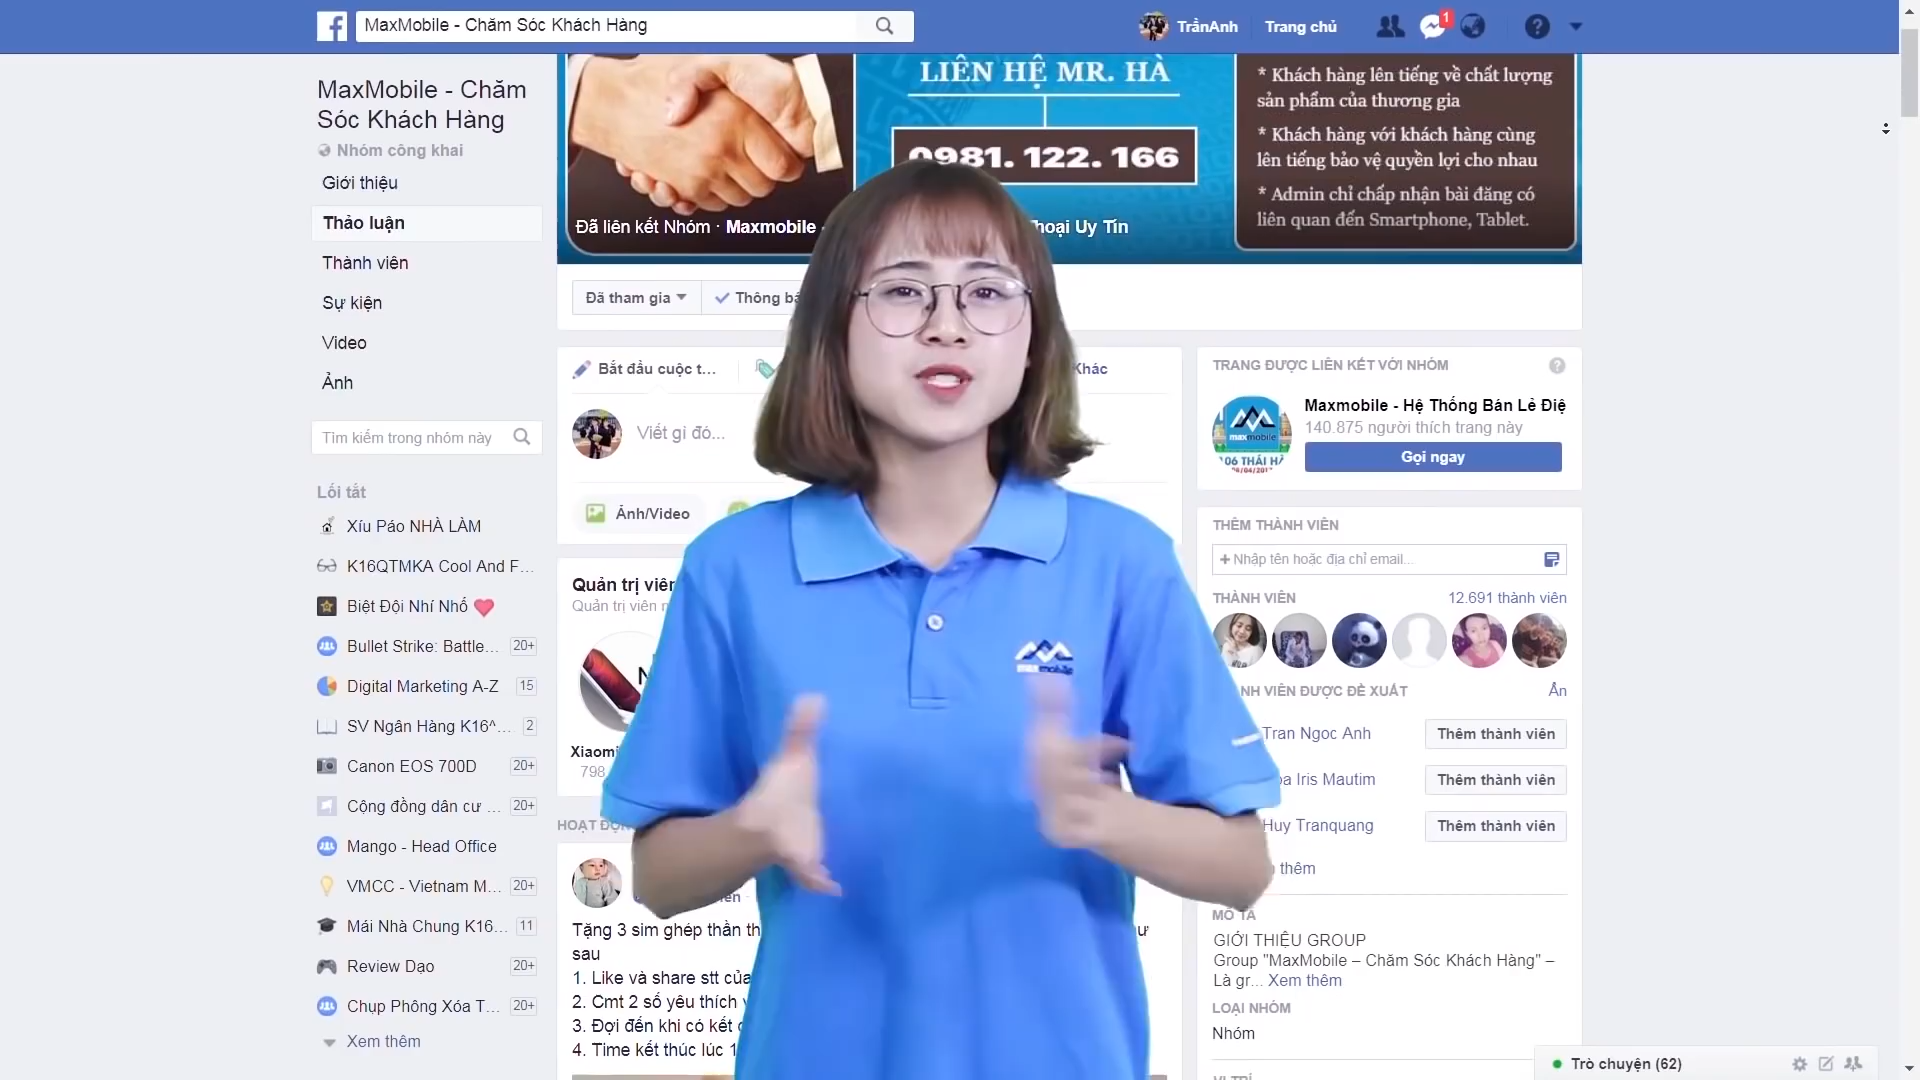 MaxMobile - Chăm Sóc Khách Hàng
TrầnAnh
Trang chủ
1
MaxMobile - Chăm
Sóc Khách Hàng
Nhóm công khai
Giới thiệu
Thảo luận
Thành viên
Sự kiện
Video
Ảnh
Tìm kiếm trong nhóm này
Lối tắt
Xíu Páo NHÀ LÀM
K16QTMKA Cool And F...
Biệt Đội Nhí Nhố
Bullet Strike: Battle... 20+
Digital Marketing A-Z 15
SV Ngân Hàng K16^... 2
Canon EOS 700D 20+
Cộng đồng dân cư ... 20+
Mango - Head Office
VMCC - Vietnam M... 20+
Mái Nhà Chung K16... 11
Review Dạo 20+
Chụp Phông Xóa T... 20+
Xem thêm
LIÊN HỆ MR. HÀ
0981. 122. 166
* Khách hàng lên tiếng về chất lượng
sản phẩm của thương gia
* Khách hàng với khách hàng cùng
lên tiếng bảo vệ quyền lợi cho nhau
* Admin chỉ chấp nhận bài đăng có
liên quan đến Smartphone, Tablet.
Đã liên kết Nhóm · Maxmobile
Uy Tín
Đã tham gia
Thông
Bắt đầu cuộc t...
Khác
Viết gì đó...
Ảnh/Video
Quản trị
Quản trị viên
Xiaomi
798
HOẠT
Tặng 3 sim ghép thần
sau
1. Like và share stt của
2. Cmt 2 số yêu thích
3. Đợi đến khi có kết
4. Time kết thúc lúc
maxmobile
TRANG ĐƯỢC LIÊN KẾT VỚI NHÓM
maxmobile
106 THÁI HÀ
Maxmobile - Hệ Thống Bán Lẻ Điệ
140.875 người thích trang này
Gọi ngay
THÊM THÀNH VIÊN
+ Nhập tên hoặc địa chỉ email...
THÀNH VIÊN
12.691 thành viên
VIÊN ĐƯỢC ĐỀ XUẤT
Ẩn
Tran Ngoc Anh
Thêm thành viên
Iris Mautim
Thêm thành viên
Huy Tranquang
Thêm thành viên
thêm
MÔ TẢ
GIỚI THIỆU GROUP
Group "MaxMobile – Chăm Sóc Khách Hàng" –
Là gr... Xem thêm
LOẠI NHÓM
Nhóm
Trò chuyện (62)